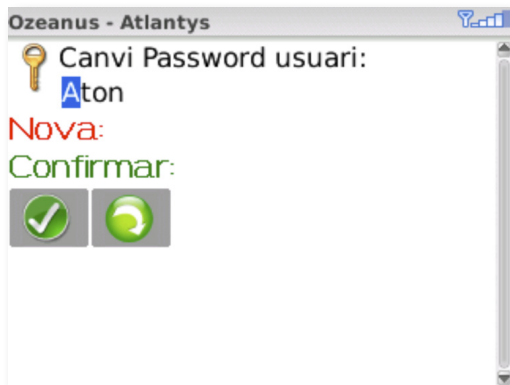 Ozeanus - Atlantys
Canvi Password usuari:
Aton
Nova:
Confirmar: